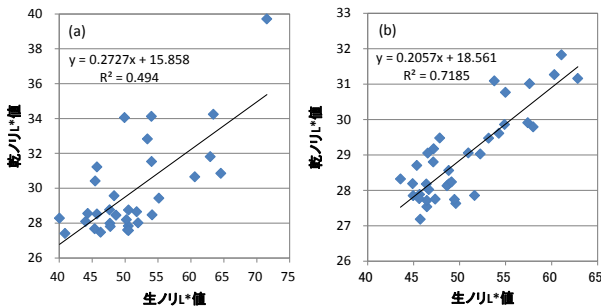 (a)
y = 0.2727x + 15.858
R² = 0.494
乾ノリL*値
40
38
36
34
32
30
28
26
40 45 50 55 60 65 70 75
生ノリL*値
(b)
y = 0.2057x + 18.561
R² = 0.7185
乾ノリL*値
33
32
31
30
29
28
27
26
40 45 50 55 60 65
生ノリL*値